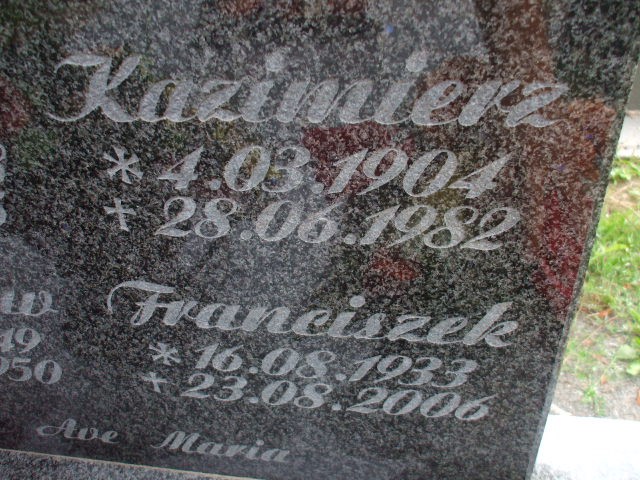 Kazimierz
* 4.03.1904
+ 28.06.1982
Franciszek
* 16.08.1933
+ 23.08.2006
Ave Maria